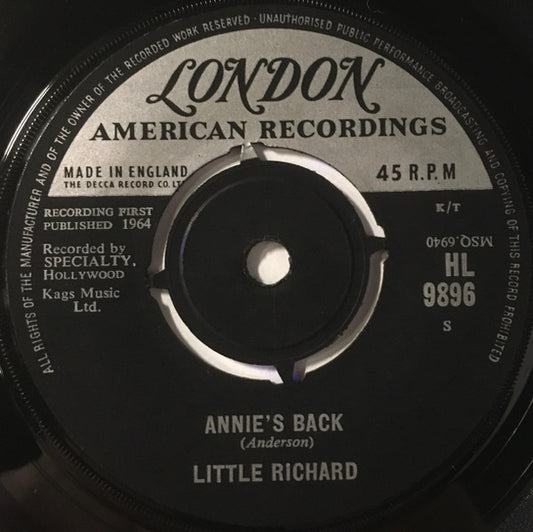 ALL RIGHTS OF THE MANUFACTURER AND OF THE OWNER OF THE RECORDED WORK RESERVED · UNAUTHORISED PUBLIC PERFORMANCE BROADCASTING AND COPYING OF THIS RECORD PROHIBITED
LONDON
AMERICAN RECORDINGS
MADE IN ENGLAND
THE DECCA RECORD CO. LT
45 R.P.M
RECORDING FIRST
PUBLISHED 1964
Recorded by
SPECIALTY,
HOLLYWOOD
Kags Music
Ltd.
K/T
MSQ.6940
HL
9896
S
ANNIE'S BACK
(Anderson)
LITTLE RICHARD